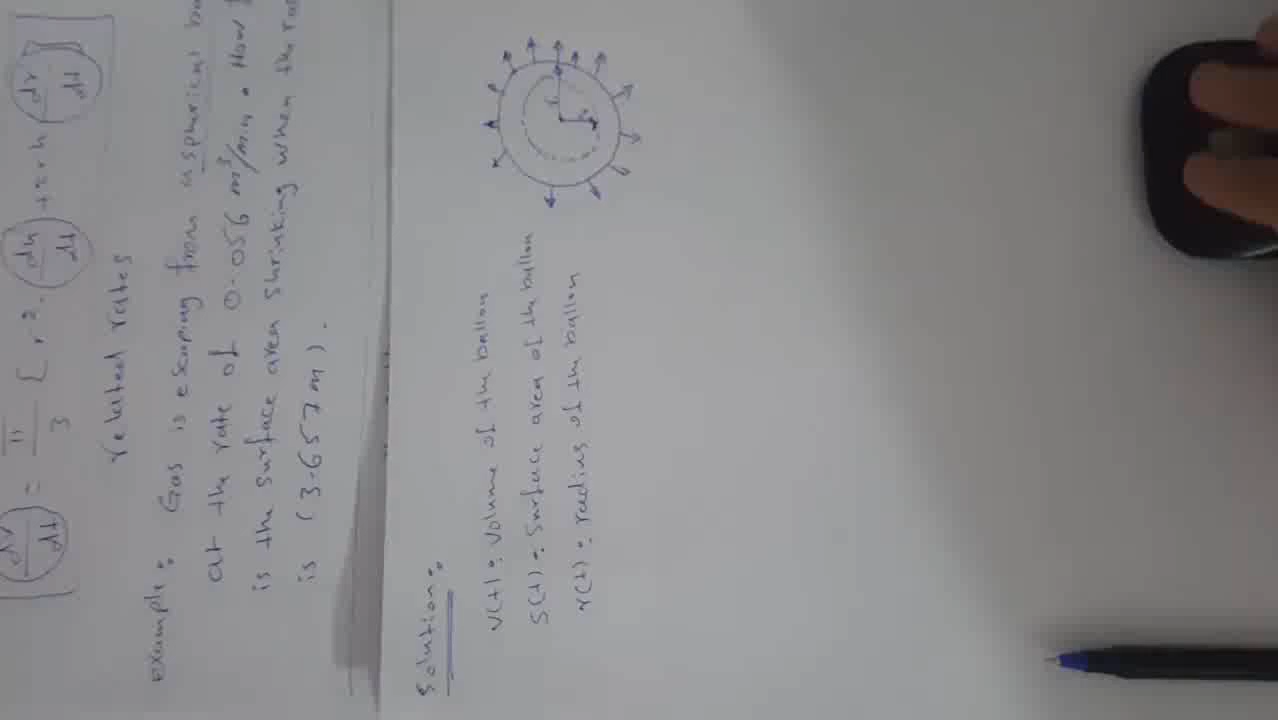 dv/dt = π/3 [ r² · dh/dt + 2rh dr/dt ]
related rates
example: Gas is escaping from a spherical
at the rate of 0.056 m³/min. How
is the surface area shrinking when the
is (3.657 m).
Solution:
V(t): volume of the ballon
S(t): surface area of the ballon
r(t): radius of the ballon